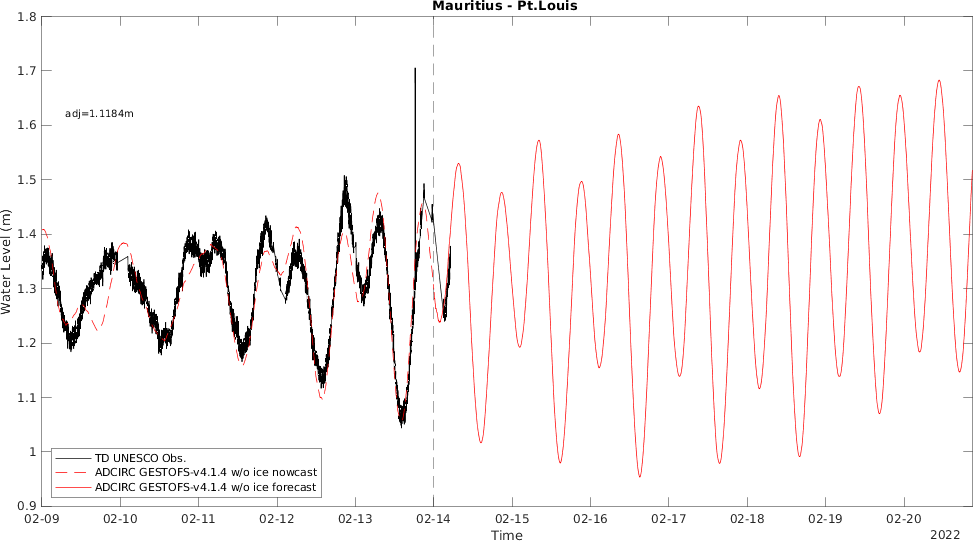 Mauritius - Pt.Louis
1.8
1.7
1.6
1.5
1.4
1.3
1.2
1.1
1
0.9
Water Level (m)
adj=1.1184m
TD UNESCO Obs.
ADCIRC GESTOFS-v4.1.4 w/o ice nowcast
ADCIRC GESTOFS-v4.1.4 w/o ice forecast
02-09 02-10 02-11 02-12 02-13 02-14 02-15 02-16 02-17 02-18 02-19 02-20
Time
2022